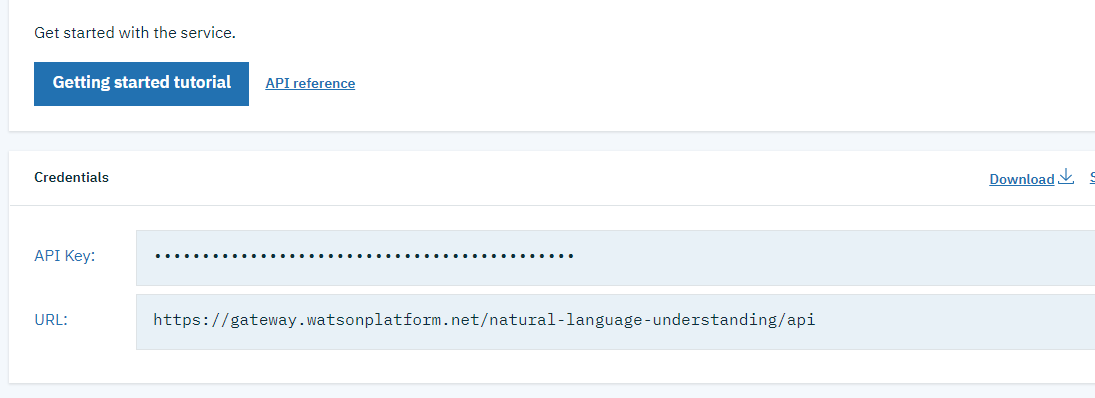 Get started with the service.
Getting started tutorial API reference
Credentials Download
API Key: ••••••••••••••••••••••••••••••••••••••••••••
URL: https://gateway.watsonplatform.net/natural-language-understanding/api